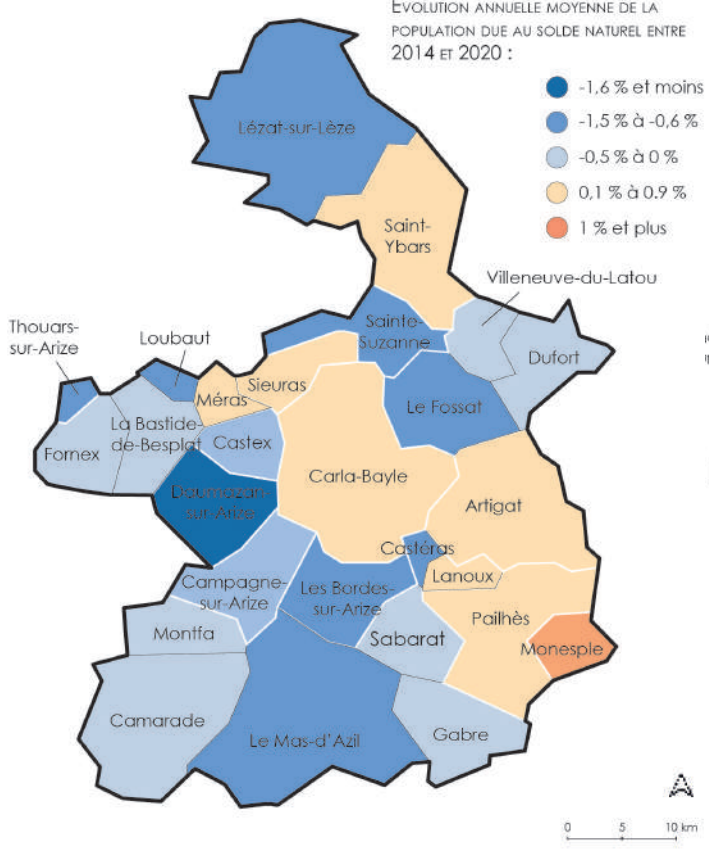 EVOLUTION ANNUELLE MOYENNE DE LA
POPULATION DUE AU SOLDE NATUREL ENTRE
2014 ET 2020 :
-1,6 % et moins
-1,5 % à -0,6 %
-0,5 % à 0 %
0,1 % à 0.9 %
1 % et plus
Lézat-sur-Lèze
Saint-
Ybars
Villeneuve-du-Latou
Thouars-
sur-Arize
Loubaut
Sainte-
Suzanne
Dufort
Sieuras
Méras
Le Fossat
La Bastide-
de-Besplat
Castex
Fornex
Carla-Bayle
Daumazan-
sur-Arize
Artigat
Castéras
Lanoux
Campagne-
sur-Arize
Les Bordes-
sur-Arize
Pailhès
Montfa
Sabarat
Monesple
Camarade
Le Mas-d'Azil
Gabre
0 5 10 km